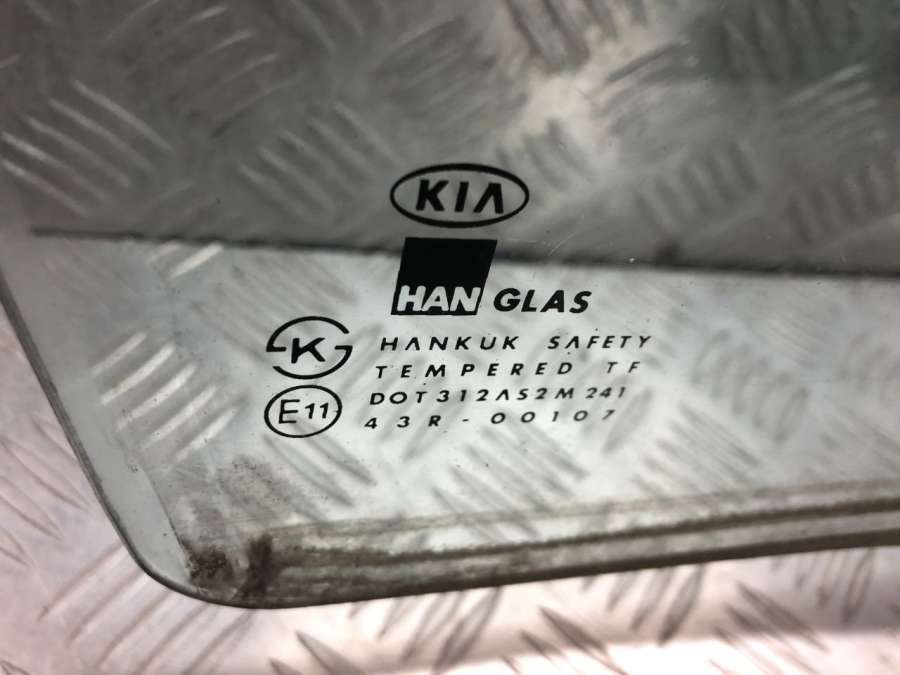 KIA
HAN GLAS
HANKUK SAFETY
TEMPERED TF
DOT312AS2M241
43R-00107
K
E11